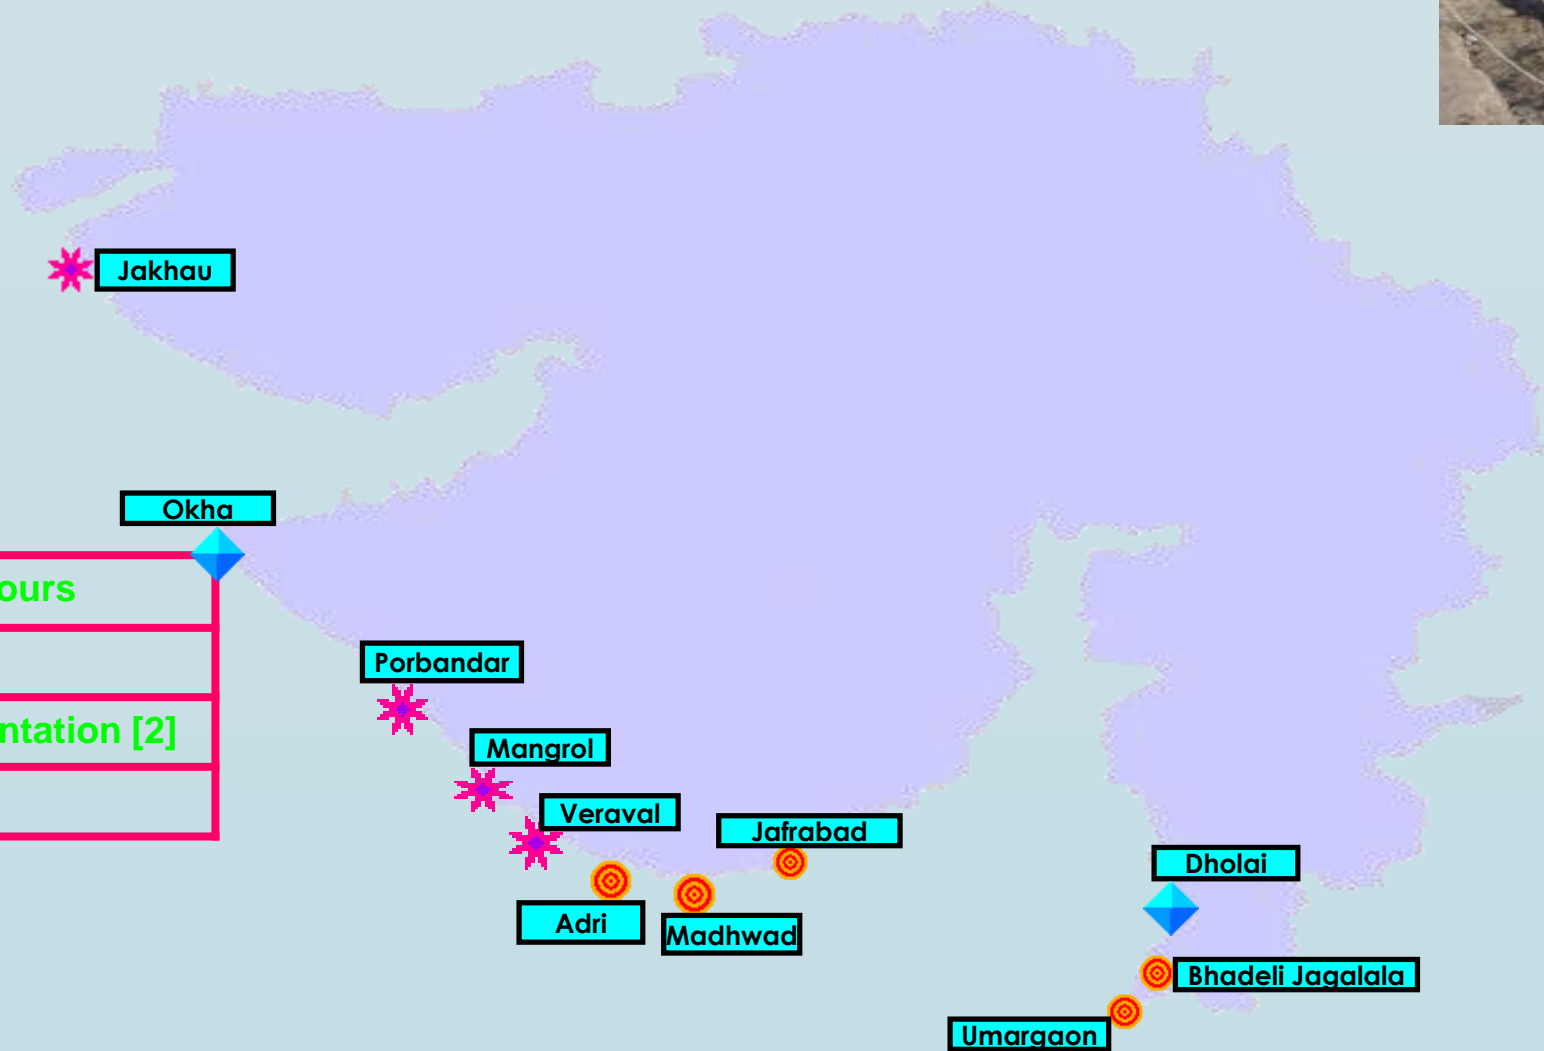 Jakhau
Okha
ours
Porbandar
ntation [2]
Mangrol
Veraval
Jafrabad
Dholai
Adri
Madhwad
Bhadeli Jagalala
Umargaon